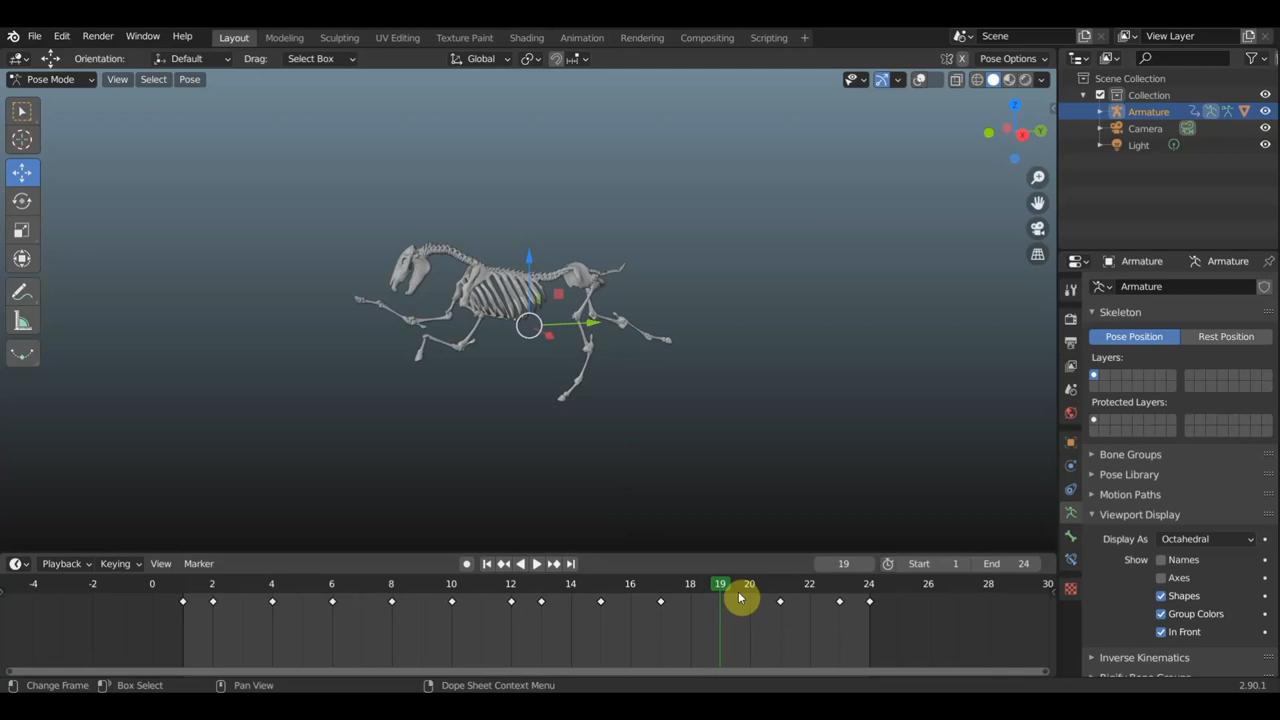 File Edit Render Window Help Layout Modeling Sculpting UV Editing Texture Paint Shading Animation Rendering Compositing Scripting + Scene View Layer
Orientation: Default Drag: Select Box Global X Pose Options
Pose Mode View Select Pose
Scene Collection
Collection
Armature
Camera
Light
Z
X
Y
Armature Armature
Armature
Skeleton
Pose Position Rest Position
Layers:
Protected Layers:
Bone Groups
Pose Library
Motion Paths
Viewport Display
Display As Octahedral
Show Names
Axes
Shapes
Group Colors
In Front
Inverse Kinematics
Playback Keying View Marker 19 Start 1 End 24
-4 -2 0 2 4 6 8 10 12 14 16 18 19 20 22 24 26 28 30
Change Frame Box Select Pan View Dope Sheet Context Menu 2.90.1